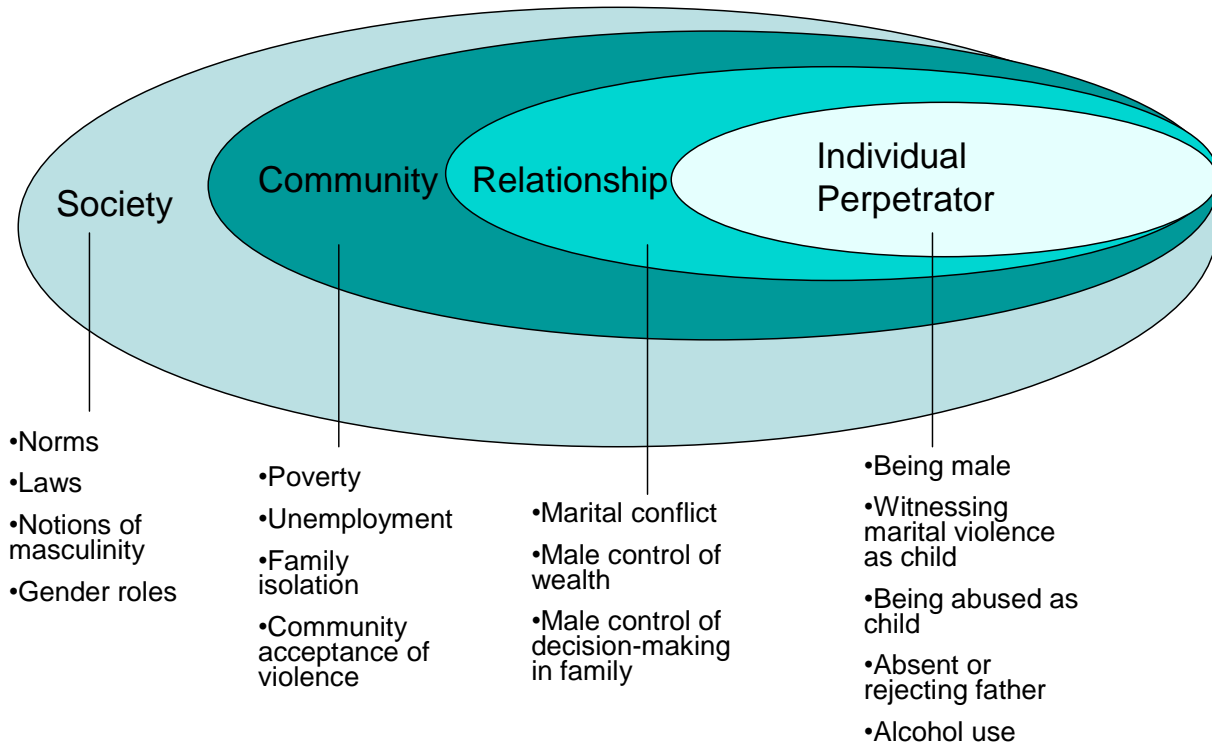 Society
Community
Relationship
Individual
Perpetrator
•Norms
•Laws
•Notions of
masculinity
•Gender roles
•Poverty
•Unemployment
•Family
isolation
•Community
acceptance of
violence
•Marital conflict
•Male control of
wealth
•Male control of
decision-making
in family
•Being male
•Witnessing
marital violence
as child
•Being abused as
child
•Absent or
rejecting father
•Alcohol use